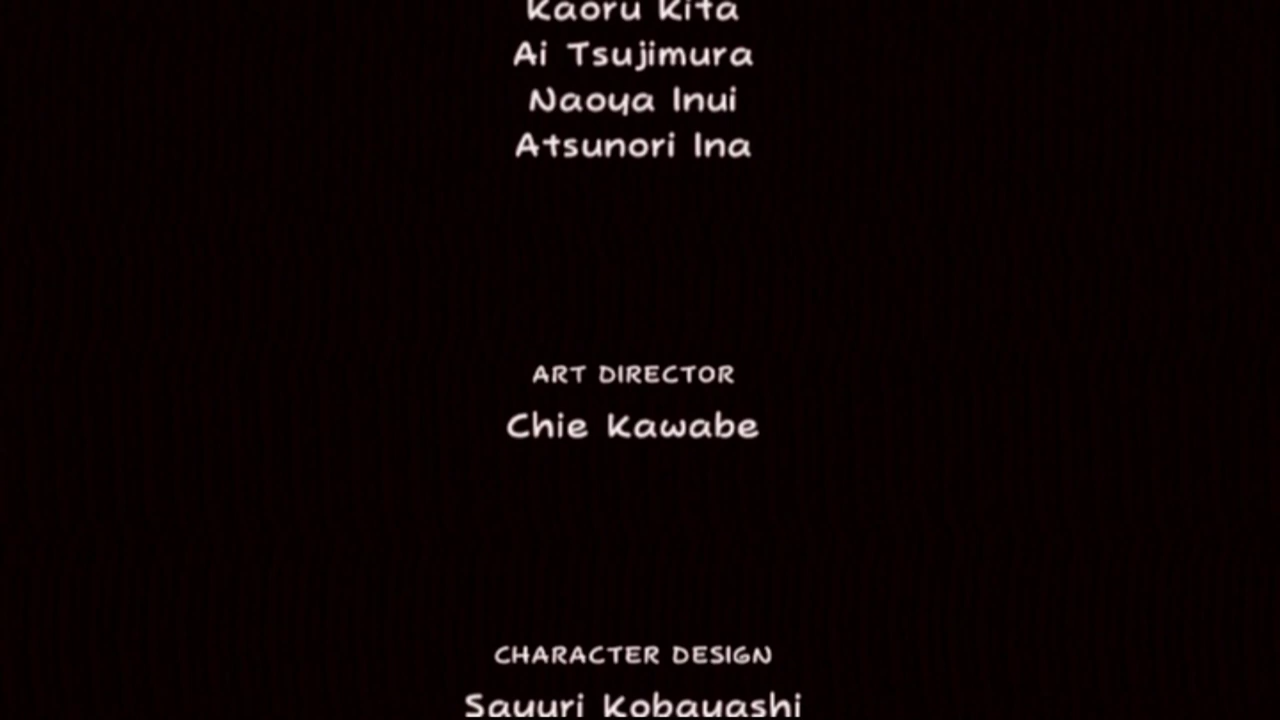 Kaoru Kita
Ai Tsujimura
Naoya Inui
Atsunori Ina
ART DIRECTOR
Chie Kawabe
CHARACTER DESIGN
Sayuri Kobayashi